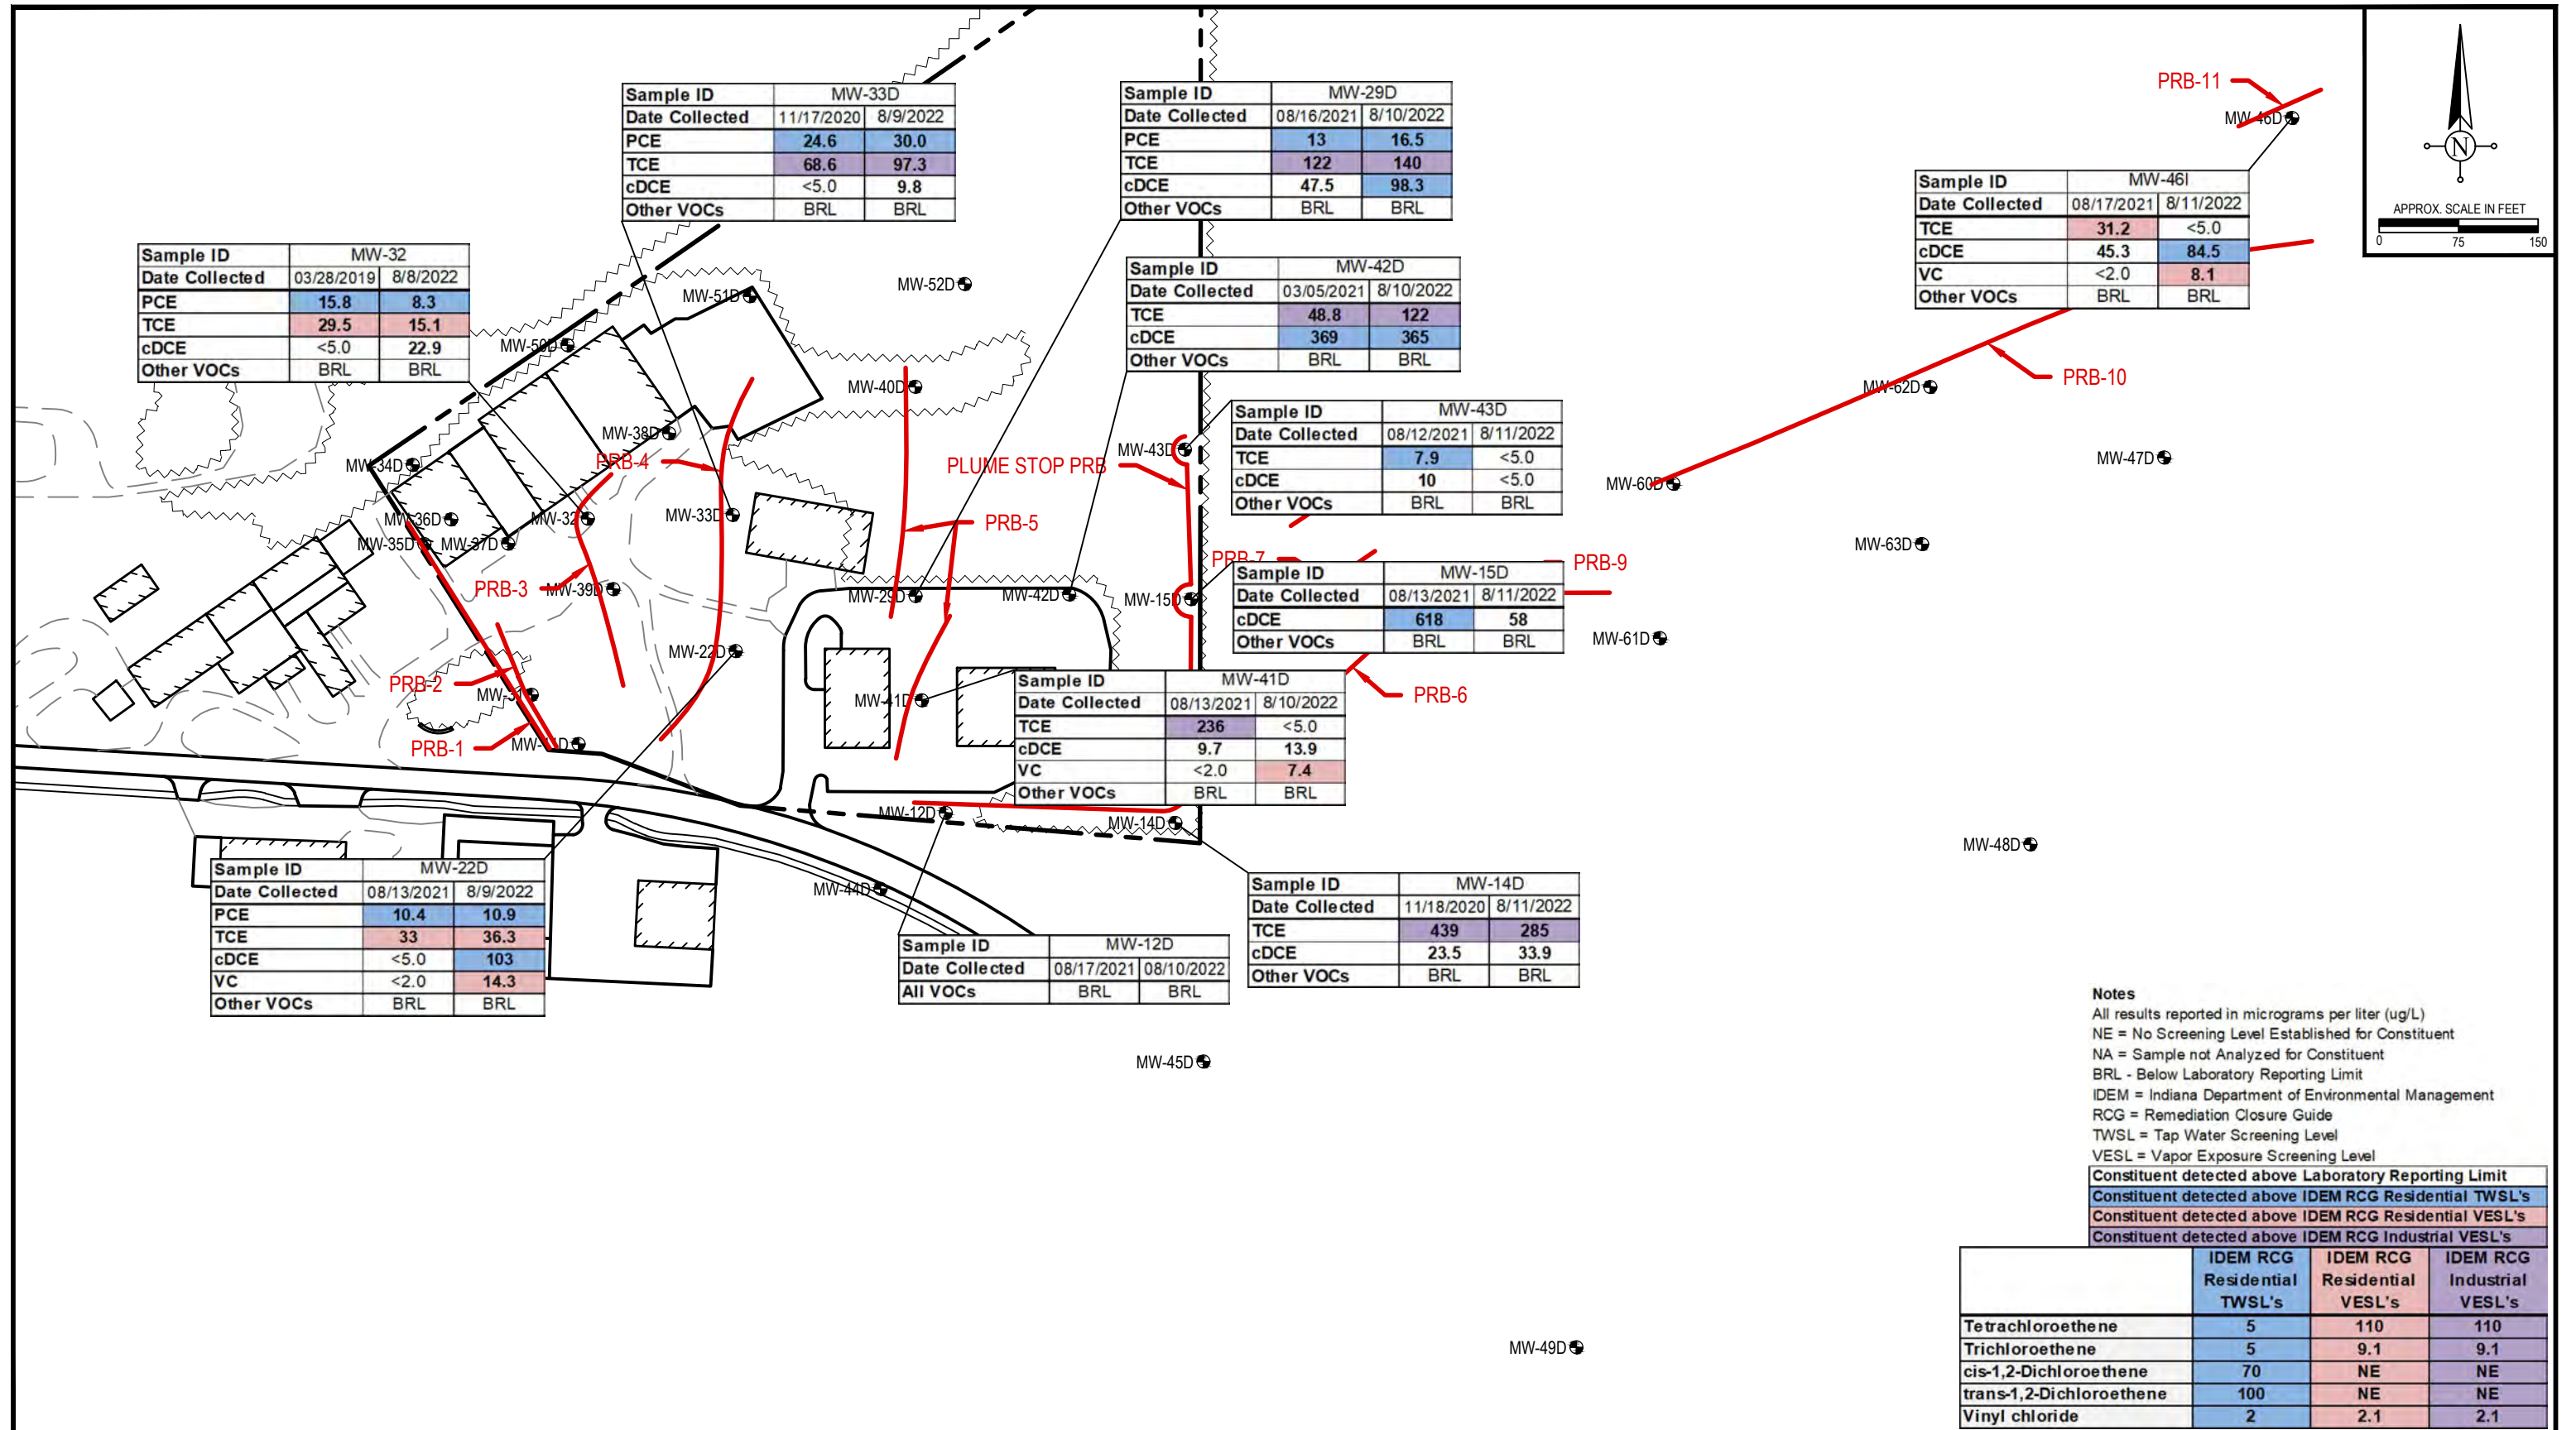 PRB-11
MW-46D
N
APPROX. SCALE IN FEET
0 75 150
Sample ID MW-33D
Date Collected 11/17/2020 8/9/2022
PCE 24.6 30.0
TCE 68.6 97.3
cDCE <5.0 9.8
Other VOCs BRL BRL
Sample ID MW-29D
Date Collected 08/16/2021 8/10/2022
PCE 13 16.5
TCE 122 140
cDCE 47.5 98.3
Other VOCs BRL BRL
Sample ID MW-46I
Date Collected 08/17/2021 8/11/2022
TCE 31.2 <5.0
cDCE 45.3 84.5
VC <2.0 8.1
Other VOCs BRL BRL
Sample ID MW-32
Date Collected 03/28/2019 8/8/2022
PCE 15.8 8.3
TCE 29.5 15.1
cDCE <5.0 22.9
Other VOCs BRL BRL
Sample ID MW-42D
Date Collected 03/05/2021 8/10/2022
TCE 48.8 122
cDCE 369 365
Other VOCs BRL BRL
MW-52D
MW-51D
MW-50D
MW-40D
MW-62D
PRB-10
Sample ID MW-43D
Date Collected 08/12/2021 8/11/2022
TCE 7.9 <5.0
cDCE 10 <5.0
Other VOCs BRL BRL
MW-38D
MW-43D
MW-34D
PRB-4
PLUME STOP PRB
MW-47D
MW-60D
MW-36D
MW-32
MW-33D
PRB-5
MW-35D
MW-37D
MW-63D
PRB-7
PRB-9
Sample ID MW-15D
Date Collected 08/13/2021 8/11/2022
cDCE 618 58
Other VOCs BRL BRL
PRB-3
MW-39D
MW-29D
MW-42D
MW-15D
MW-61D
MW-22D
PRB-2
MW-31
MW-41D
PRB-6
Sample ID MW-41D
Date Collected 08/13/2021 8/10/2022
TCE 236 <5.0
cDCE 9.7 13.9
VC <2.0 7.4
Other VOCs BRL BRL
PRB-1
MW-12D
MW-14D
MW-48D
MW-44D
Sample ID MW-22D
Date Collected 08/13/2021 8/9/2022
PCE 10.4 10.9
TCE 33 36.3
cDCE <5.0 103
VC <2.0 14.3
Other VOCs BRL BRL
Sample ID MW-14D
Date Collected 11/18/2020 8/11/2022
TCE 439 285
cDCE 23.5 33.9
Other VOCs BRL BRL
Sample ID MW-12D
Date Collected 08/17/2021 08/10/2022
All VOCs BRL BRL
MW-45D
MW-49D
Notes
All results reported in micrograms per liter (ug/L)
NE = No Screening Level Established for Constituent
NA = Sample not Analyzed for Constituent
BRL - Below Laboratory Reporting Limit
IDEM = Indiana Department of Environmental Management
RCG = Remediation Closure Guide
TWSL = Tap Water Screening Level
VESL = Vapor Exposure Screening Level
Constituent detected above Laboratory Reporting Limit
Constituent detected above IDEM RCG Residential TWSL's
Constituent detected above IDEM RCG Residential VESL's
Constituent detected above IDEM RCG Industrial VESL's
IDEM RCG Residential TWSL's
IDEM RCG Residential VESL's
IDEM RCG Industrial VESL's
Tetrachloroethene 5 110 110
Trichloroethene 5 9.1 9.1
cis-1,2-Dichloroethene 70 NE NE
trans-1,2-Dichloroethene 100 NE NE
Vinyl chloride 2 2.1 2.1